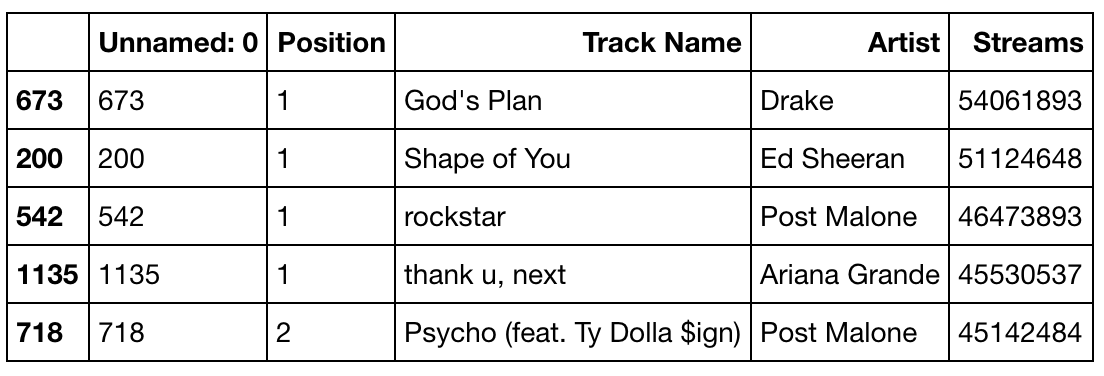 Unnamed: 0 Position Track Name Artist Streams
673 673 1 God's Plan Drake 54061893
200 200 1 Shape of You Ed Sheeran 51124648
542 542 1 rockstar Post Malone 46473893
1135 1135 1 thank u, next Ariana Grande 45530537
718 718 2 Psycho (feat. Ty Dolla $ign) Post Malone 45142484